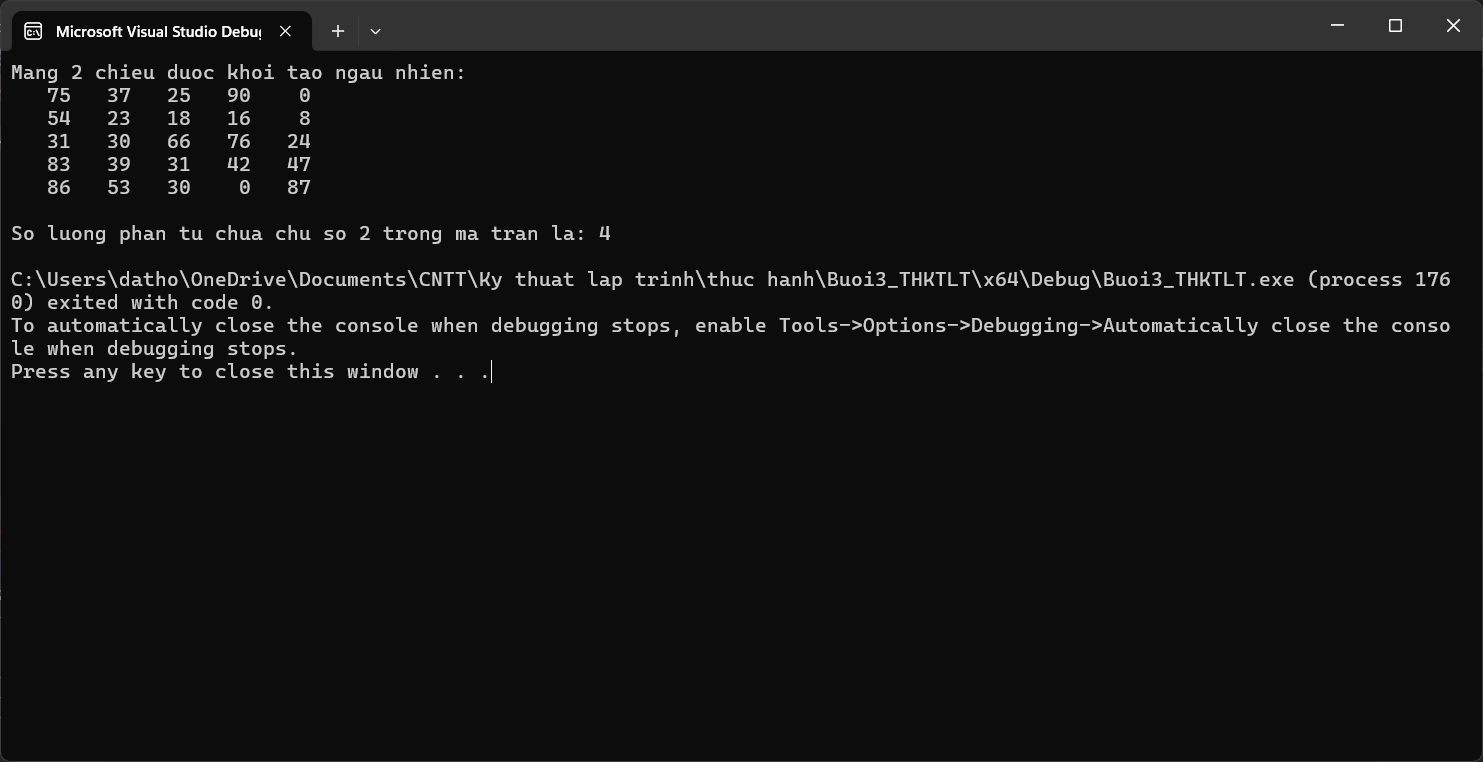 Microsoft Visual Studio Debug
Mang 2 chieu duoc khoi tao ngau nhien:
75 37 25 90 0
54 23 18 16 8
31 30 66 76 24
83 39 31 42 47
86 53 30 0 87
So luong phan tu chua chu so 2 trong ma tran la: 4
C:\Users\datho\OneDrive\Documents\CNTT\Ky thuat lap trinh\thuc hanh\Buoi3_THKTLT\x64\Debug\Buoi3_THKTLT.exe (process 176
0) exited with code 0.
To automatically close the console when debugging stops, enable Tools->Options->Debugging->Automatically close the conso
le when debugging stops.
Press any key to close this window . . .